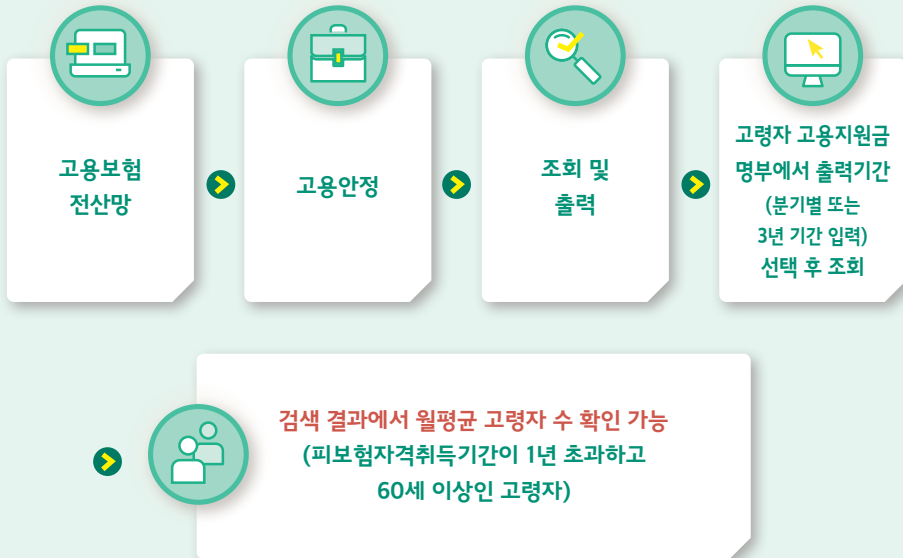 고용보험
전산망
고용안정
조회 및
출력
고령자 고용지원금
명부에서 출력기간
(분기별 또는
3년 기간 입력)
선택 후 조회
검색 결과에서 월평균 고령자 수 확인 가능
(피보험자격취득기간이 1년 초과하고
60세 이상인 고령자)